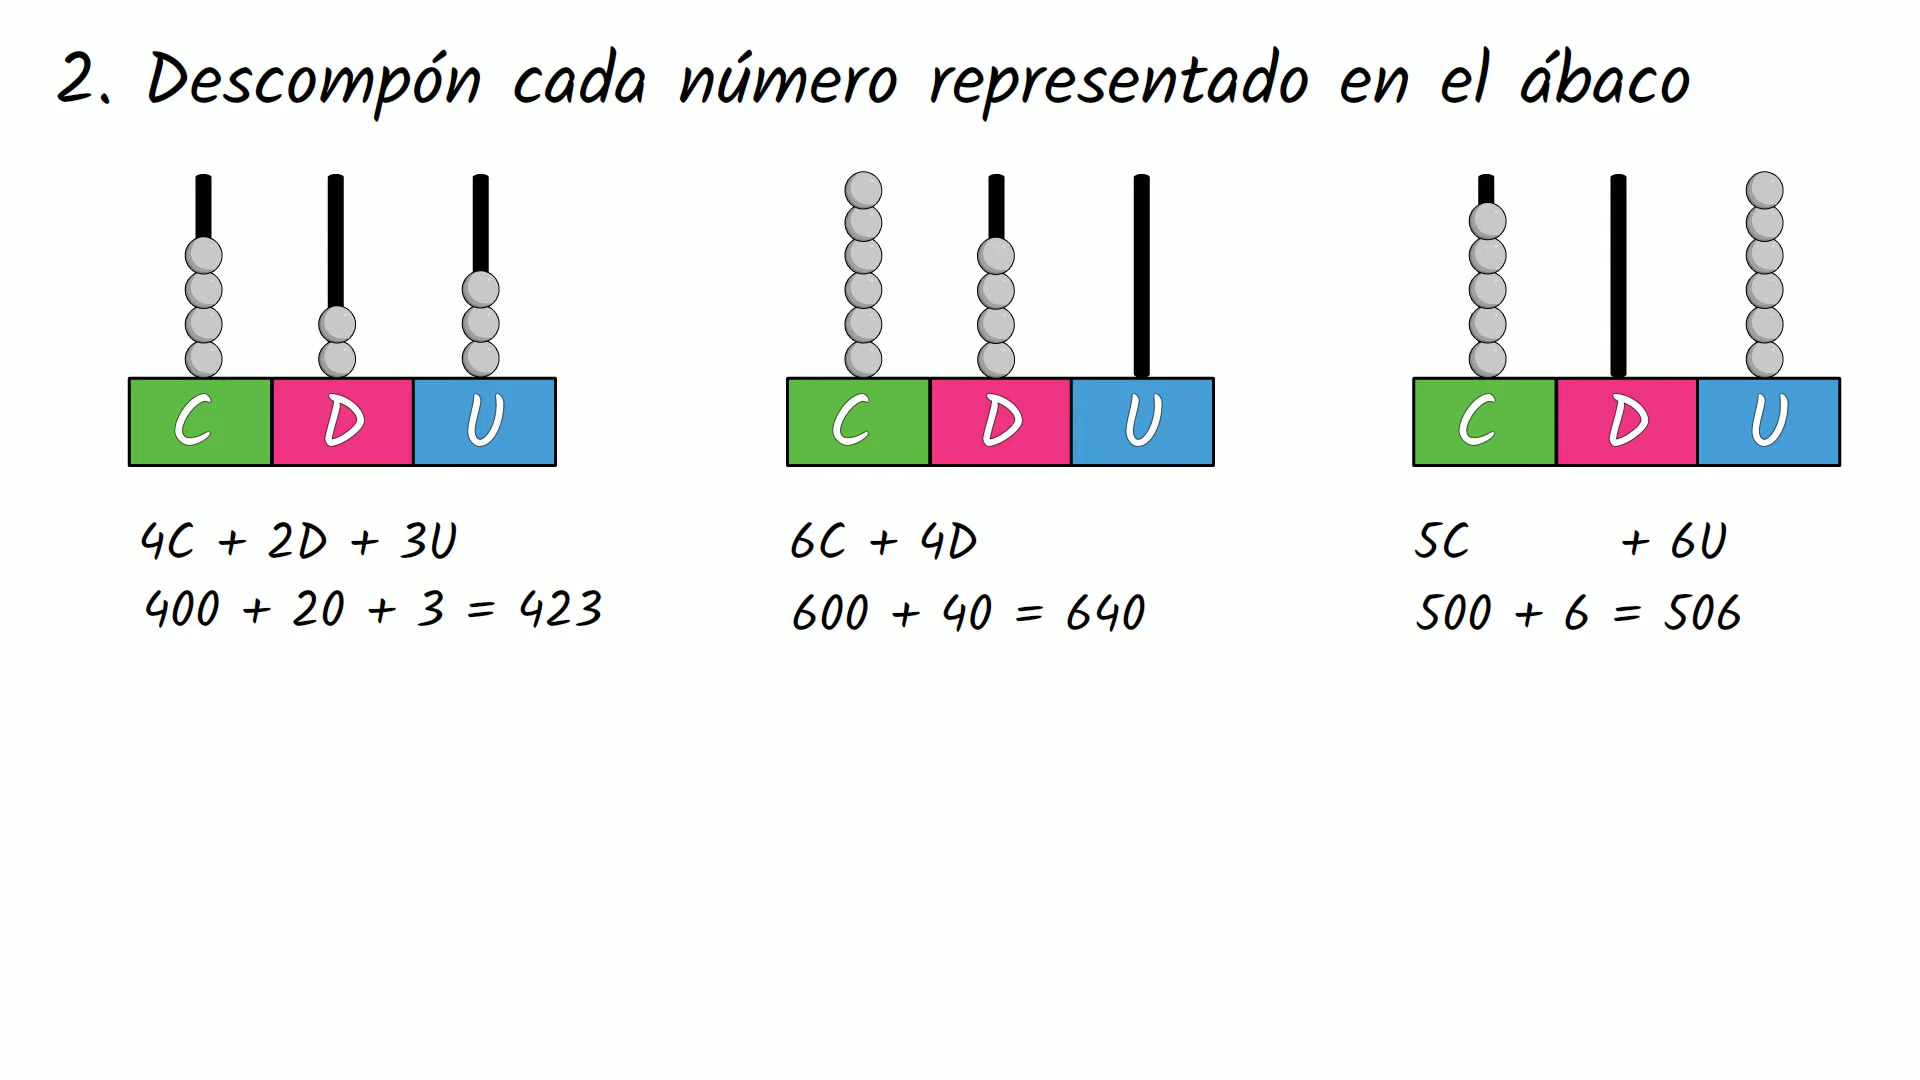 2. Descompón cada número representado en el ábaco
C D U
4C + 2D + 3U
400 + 20 + 3 = 423
C D U
6C + 4D
600 + 40 = 640
C D U
5C + 6U
500 + 6 = 506